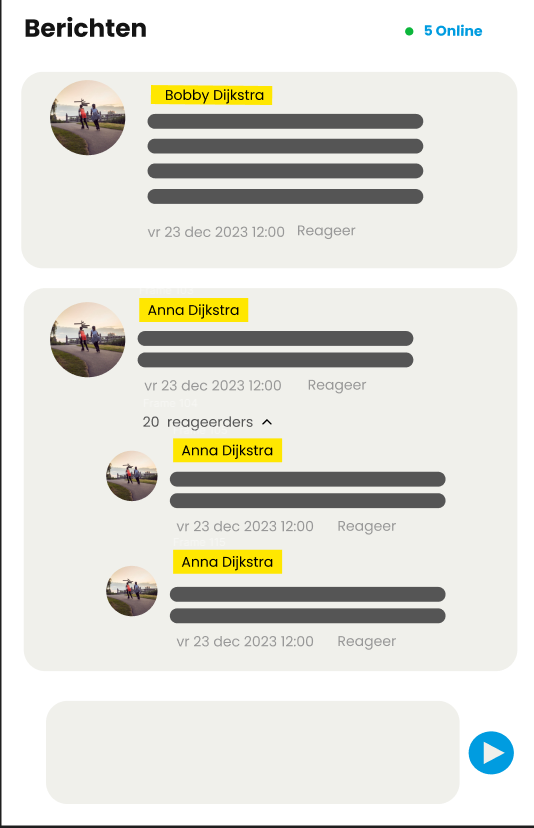 Berichten
5 Online
Bobby Dijkstra
vr 23 dec 2023 12:00 Reageer
Anna Dijkstra
vr 23 dec 2023 12:00 Reageer
20 reageerders
Anna Dijkstra
vr 23 dec 2023 12:00 Reageer
Anna Dijkstra
vr 23 dec 2023 12:00 Reageer